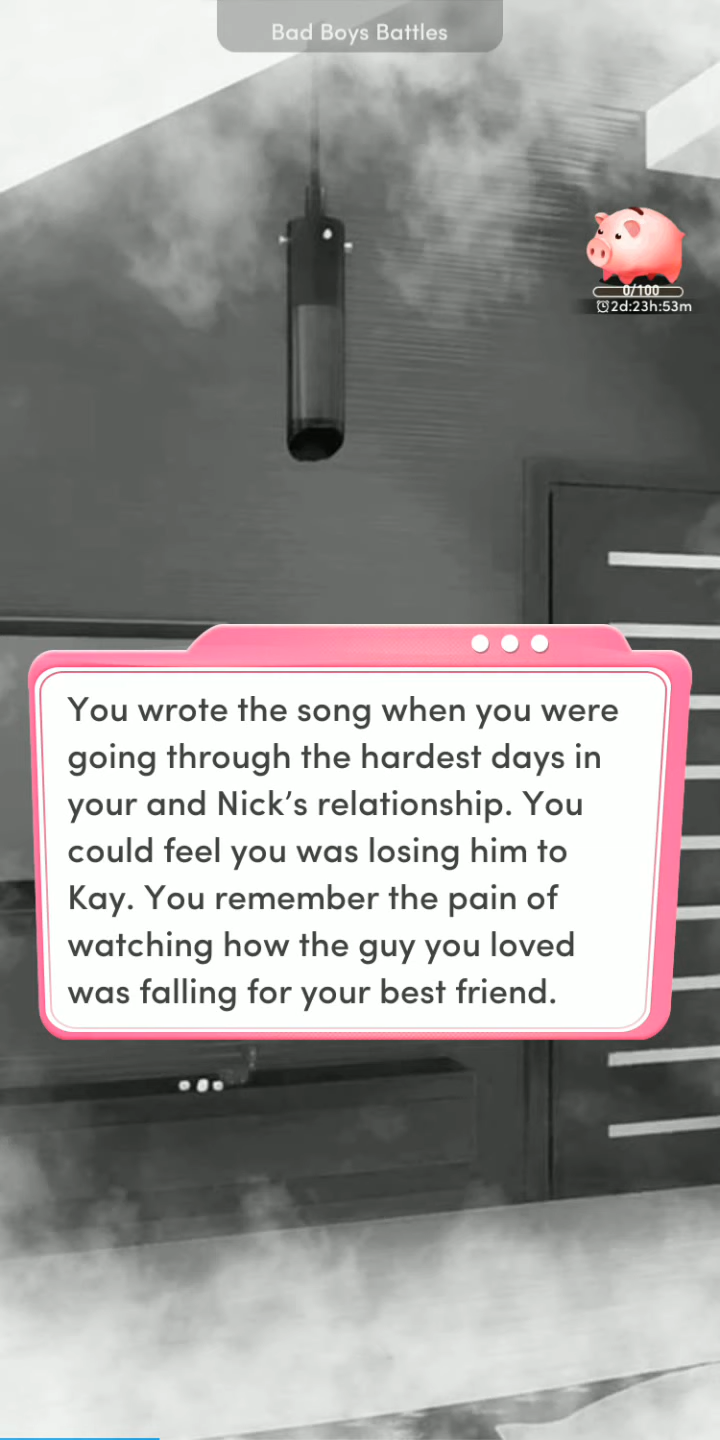 Bad Boys Battles
0/100
2d:23h:53m
You wrote the song when you were
going through the hardest days in
your and Nick’s relationship. You
could feel you was losing him to
Kay. You remember the pain of
watching how the guy you loved
was falling for your best friend.